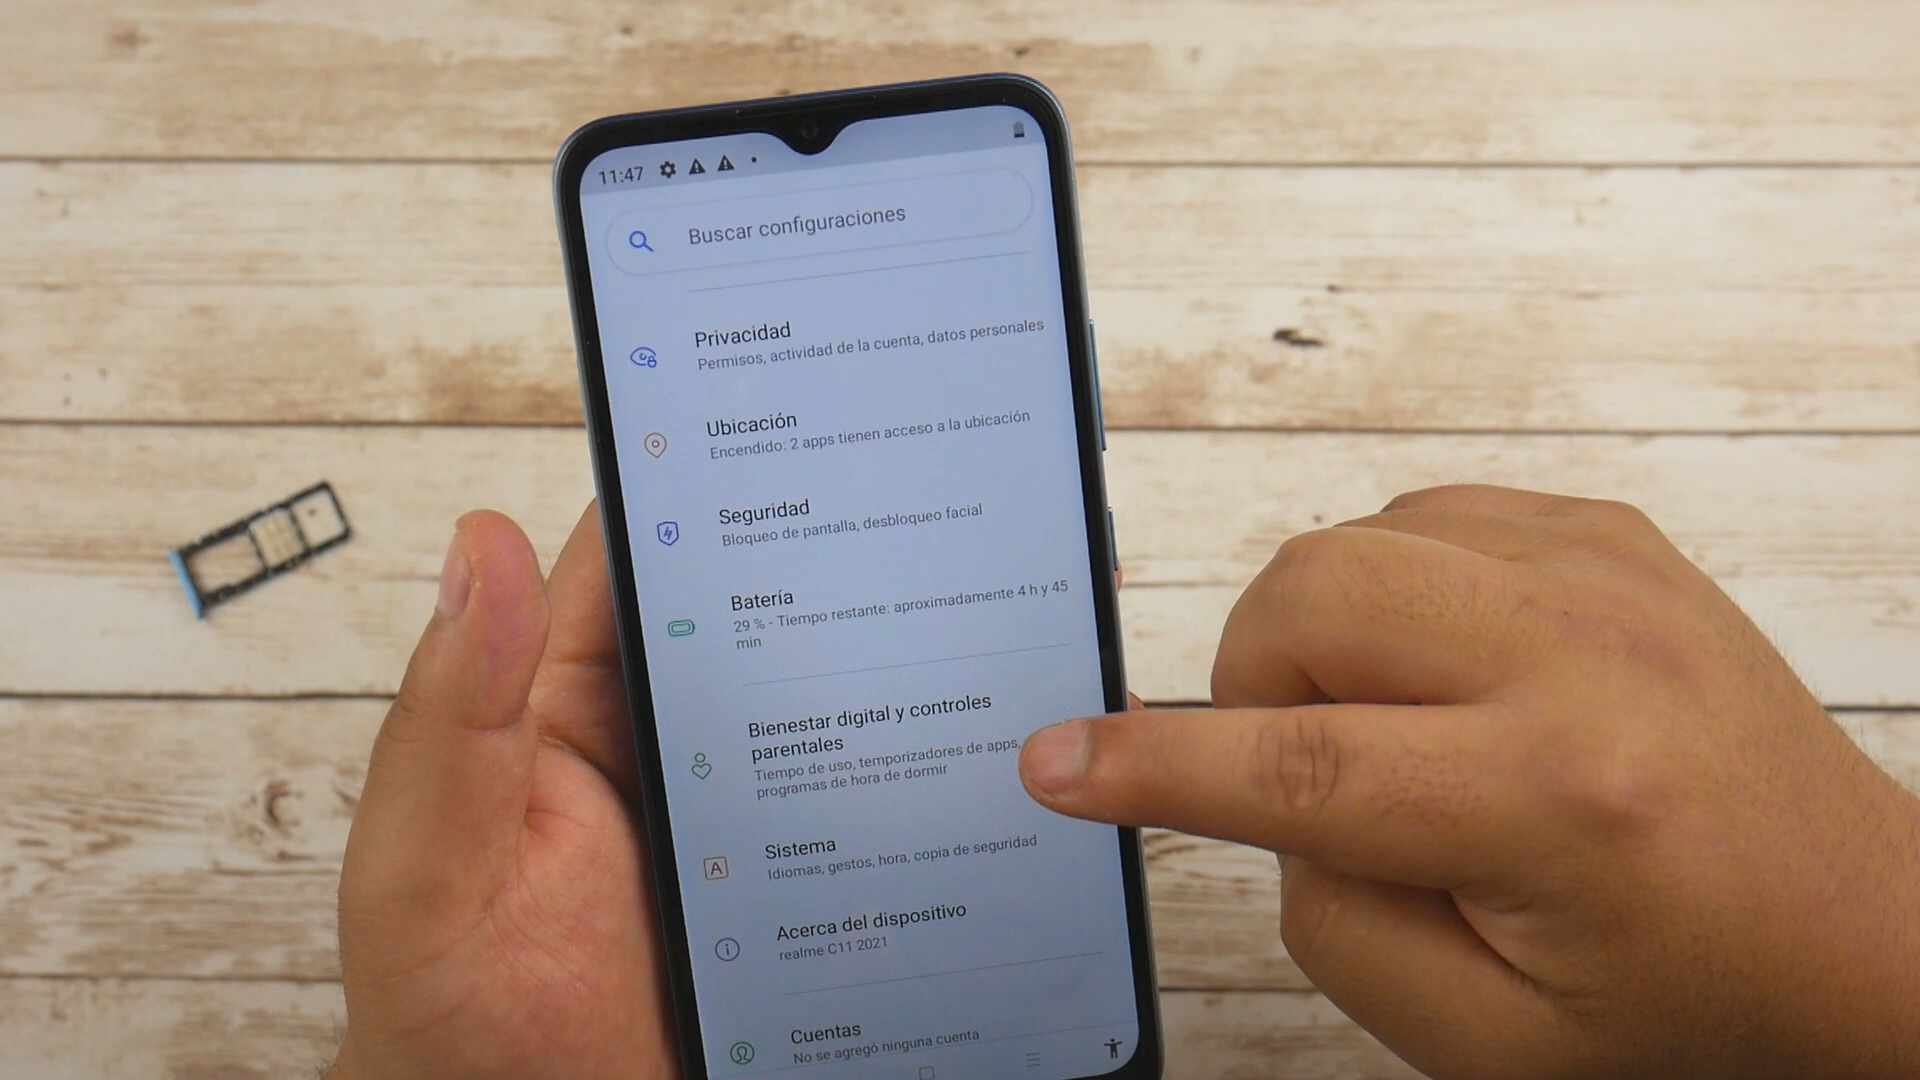 11:47
Buscar configuraciones
Privacidad
Permisos, actividad de la cuenta, datos personales
Ubicación
Encendido: 2 apps tienen acceso a la ubicación
Seguridad
Bloqueo de pantalla, desbloqueo facial
Batería
29 % - Tiempo restante: aproximadamente 4 h y 45
min
Bienestar digital y controles
parentales
Tiempo de uso, temporizadores de apps,
programas de hora de dormir
Sistema
Idiomas, gestos, hora, copia de seguridad
Acerca del dispositivo
realme C11 2021
Cuentas
No se agregó ninguna cuenta